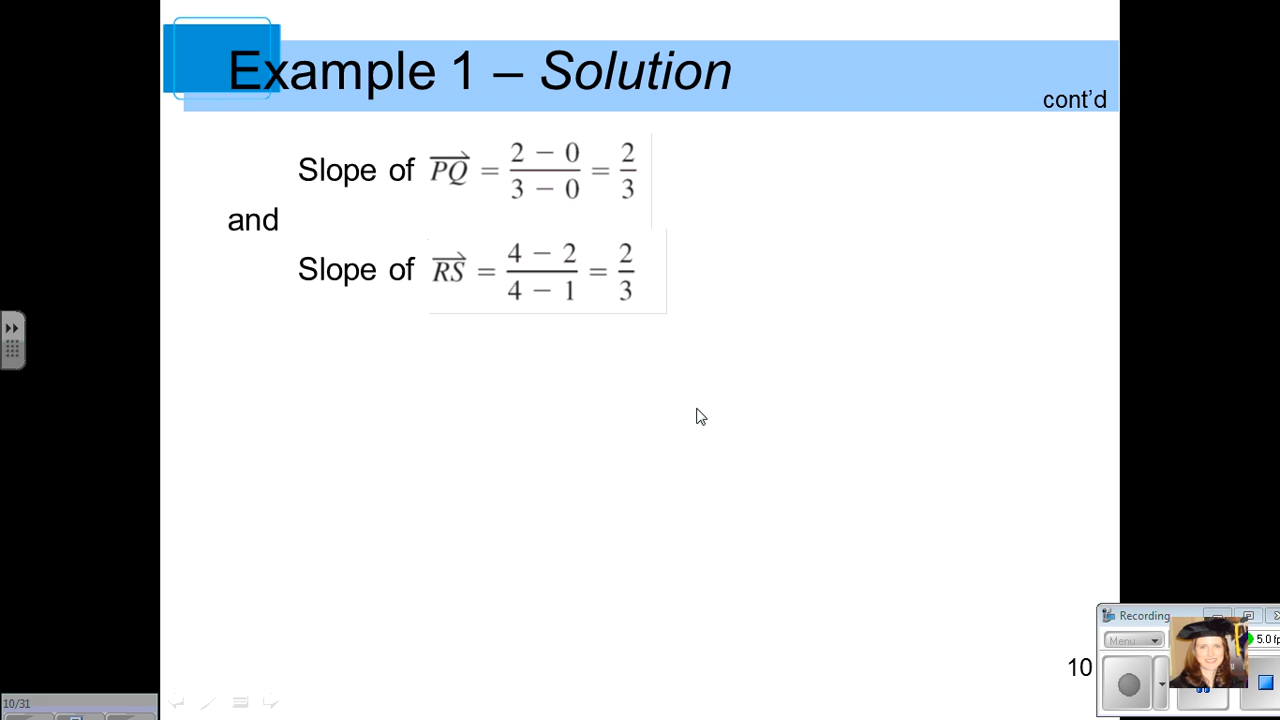 Example 1 – Solution
cont'd
Slope of PQ = 2 − 0 / 3 − 0 = 2 / 3
and
Slope of RS = 4 − 2 / 4 − 1 = 2 / 3
Recording
Menu
5.0 fp
10
10/31